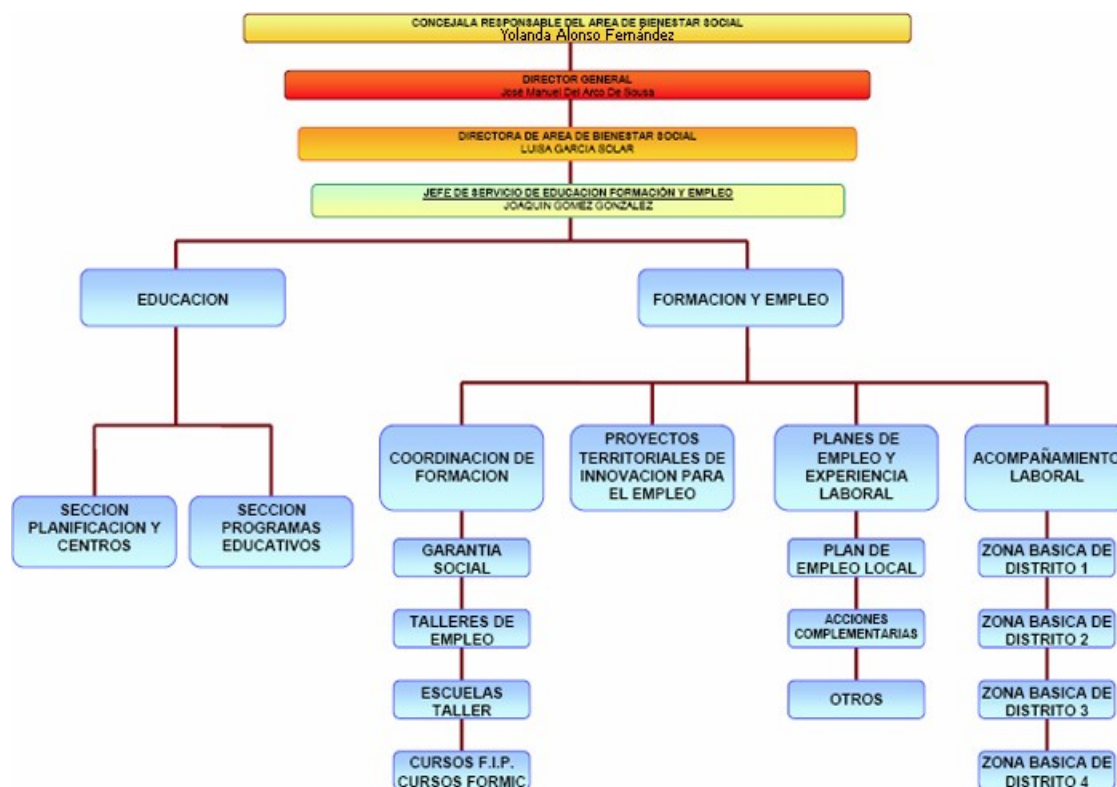 CONCEJALA RESPONSABLE DEL AREA DE BIENESTAR SOCIAL
Yolanda Alonso Fernández
DIRECTOR GENERAL
José Manuel Del Arco De Sousa
DIRECTORA DE AREA DE BIENESTAR SOCIAL
LUISA GARCIA SOLAR
JEFE DE SERVICIO DE EDUCACION FORMACIÓN Y EMPLEO
JOAQUIN GOMEZ GONZALEZ
EDUCACION
FORMACION Y EMPLEO
SECCION
PLANIFICACION Y
CENTROS
SECCION
PROGRAMAS
EDUCATIVOS
COORDINACION DE
FORMACION
GARANTIA
SOCIAL
TALLERES DE
EMPLEO
ESCUELAS
TALLER
CURSOS F.I.P.
CURSOS FORMIC.
PROYECTOS
TERRITORIALES DE
INNOVACION PARA
EL EMPLEO
PLANES DE
EMPLEO Y
EXPERIENCIA
LABORAL
PLAN DE
EMPLEO LOCAL
ACCIONES
COMPLEMENTARIAS
OTROS
ACOMPAÑAMIENTO
LABORAL
ZONA BASICA DE
DISTRITO 1
ZONA BASICA DE
DISTRITO 2
ZONA BASICA DE
DISTRITO 3
ZONA BASICA DE
DISTRITO 4